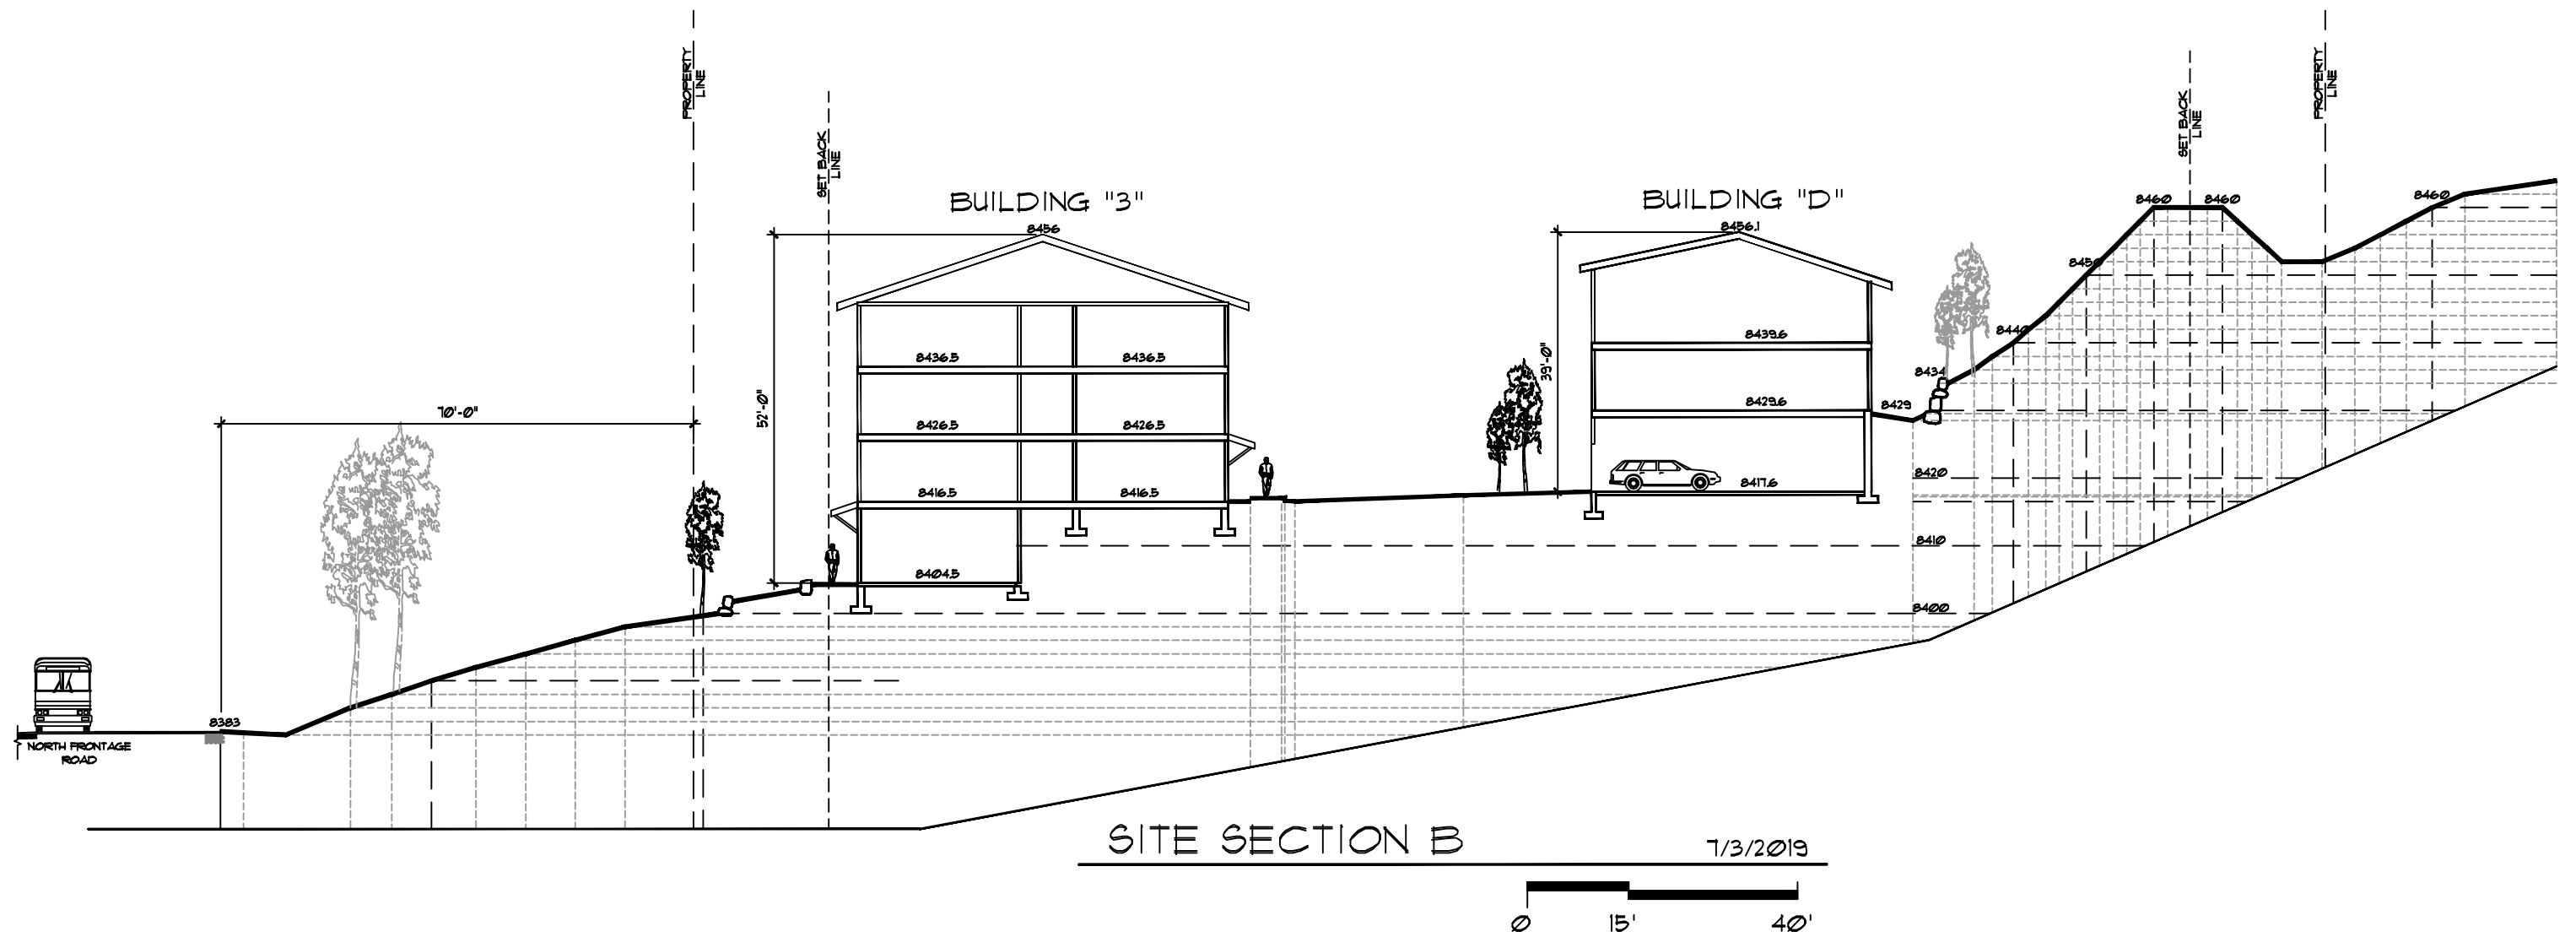 PROPERTY
LINE
SET BACK
LINE
PROPERTY
LINE
SET BACK
LINE
BUILDING "3"
8456
BUILDING "D"
8456.1
8460
8460
8460
8450
8440
8434
8429
8420
8410
8400
52'-0"
8436.5
8436.5
8426.5
8426.5
8416.5
8416.5
8404.5
39'-0"
8439.6
8429.6
8417.6
70'-0"
8383
NORTH FRONTAGE
ROAD
SITE SECTION B
7/3/2019
0 15' 40'